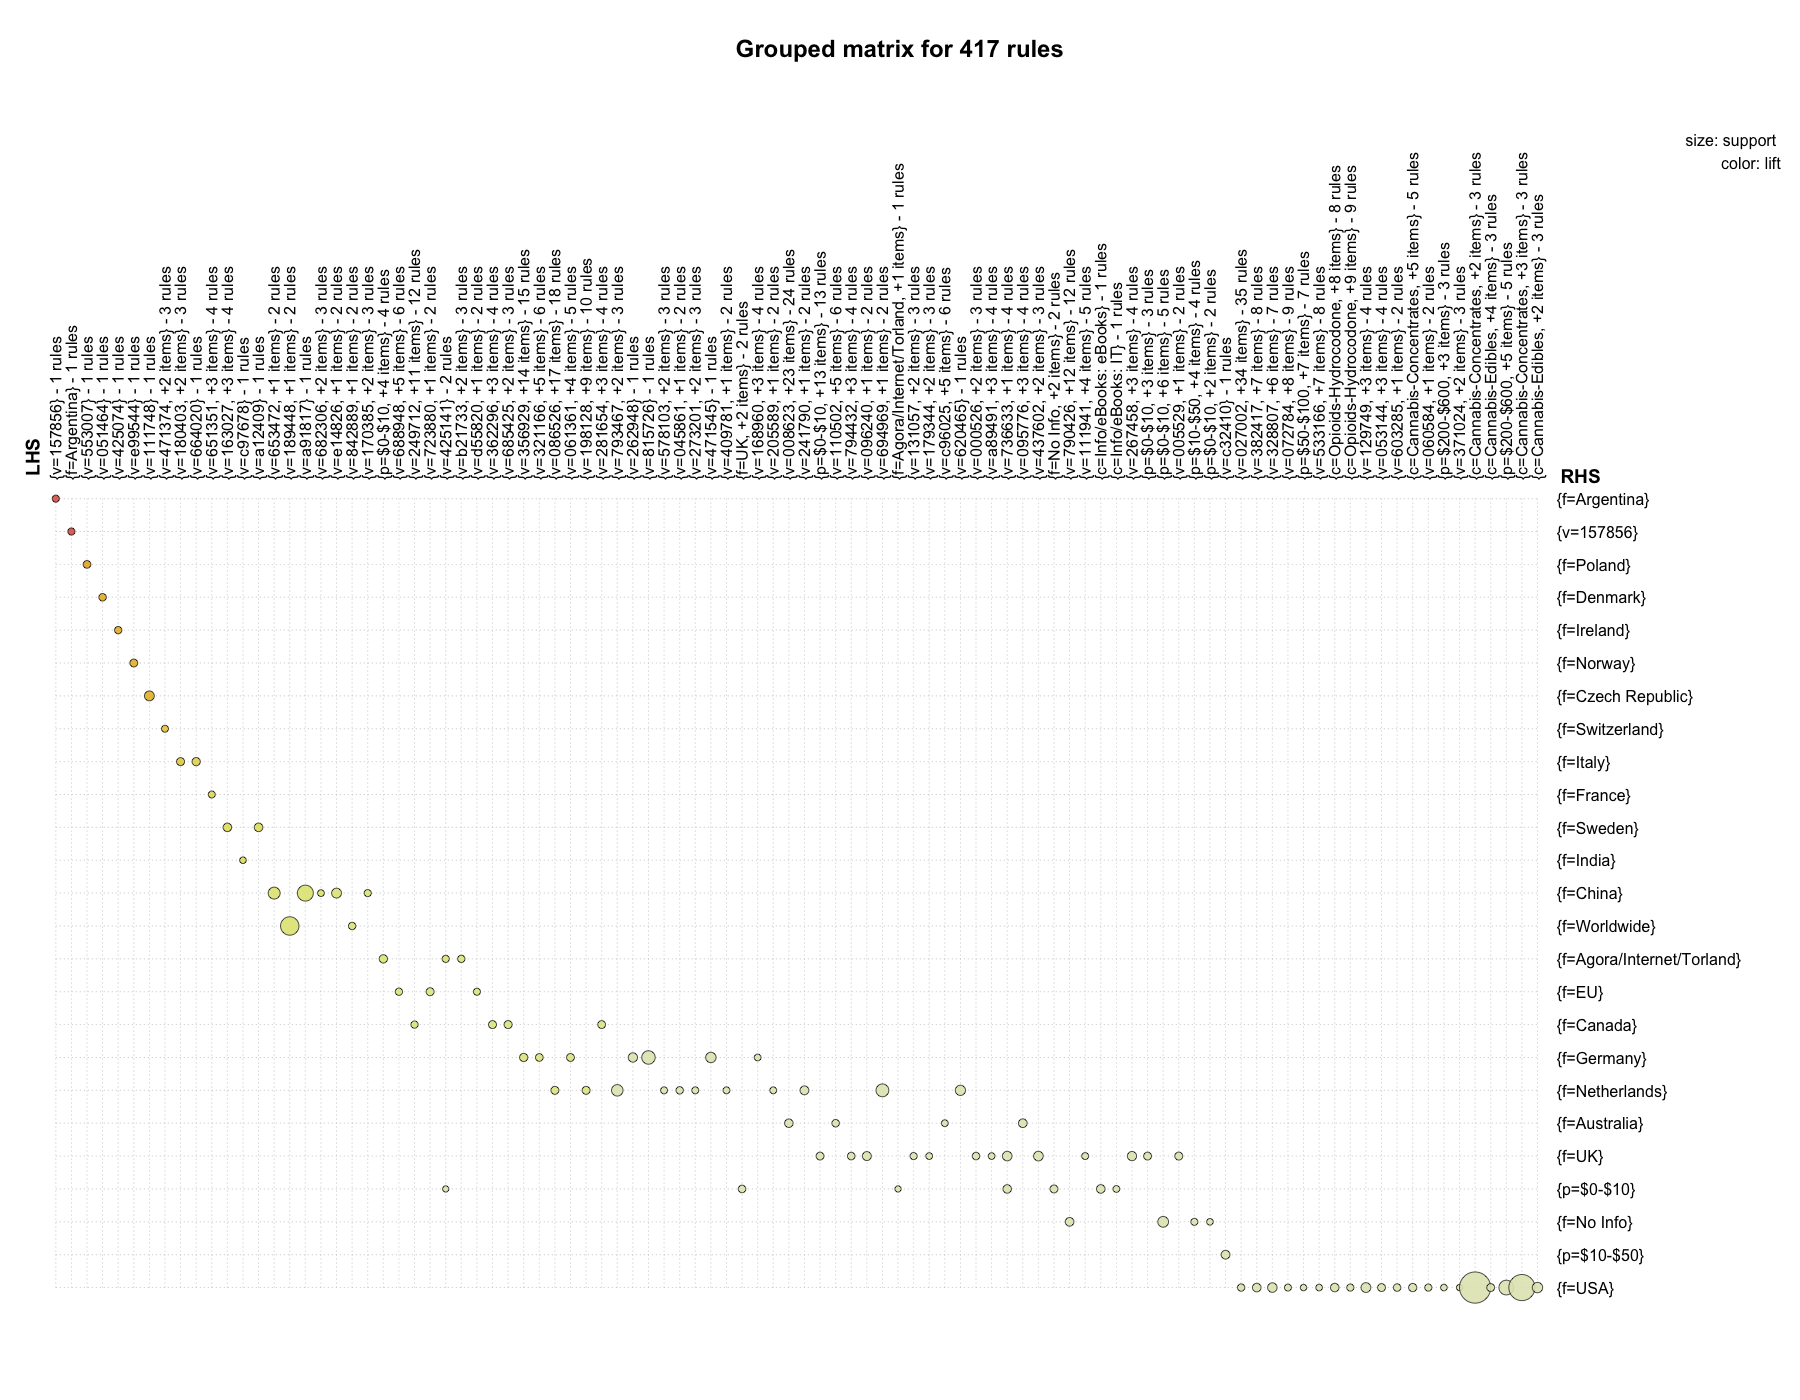 Grouped matrix for 417 rules
size: support
color: lift
LHS
{v=157856} - 1 rules
{f=Argentina} - 1 rules
{v=553007} - 1 rules
{v=051464} - 1 rules
{v=425074} - 1 rules
{v=e99544} - 1 rules
{v=111748} - 1 rules
{v=471374, +2 items} - 3 rules
{v=180403, +2 items} - 3 rules
{v=664020} - 1 rules
{v=651351, +3 items} - 4 rules
{v=163027, +3 items} - 4 rules
{v=c97678} - 1 rules
{v=a12409} - 1 rules
{v=653472, +1 items} - 2 rules
{v=189448, +1 items} - 2 rules
{v=a91817} - 1 rules
{v=682306, +2 items} - 3 rules
{v=e14826, +1 items} - 2 rules
{v=842889, +1 items} - 2 rules
{v=170385, +2 items} - 3 rules
{p=$0-$10, +4 items} - 4 rules
{v=688948, +5 items} - 6 rules
{v=249712, +11 items} - 12 rules
{v=723880, +1 items} - 2 rules
{v=425141} - 2 rules
{v=b21733, +2 items} - 3 rules
{v=d55820, +1 items} - 2 rules
{v=362296, +3 items} - 4 rules
{v=685425, +2 items} - 3 rules
{v=356929, +14 items} - 15 rules
{v=321166, +5 items} - 6 rules
{v=086526, +17 items} - 18 rules
{v=061361, +4 items} - 5 rules
{v=198128, +9 items} - 10 rules
{v=281654, +3 items} - 4 rules
{v=793467, +2 items} - 3 rules
{v=262948} - 1 rules
{v=815726} - 1 rules
{v=578103, +2 items} - 3 rules
{v=045861, +1 items} - 2 rules
{v=273201, +2 items} - 3 rules
{v=471545} - 1 rules
{v=409781, +1 items} - 2 rules
{f=UK, +2 items} - 2 rules
{v=168960, +3 items} - 4 rules
{v=205589, +1 items} - 2 rules
{v=008623, +23 items} - 24 rules
{v=241790, +1 items} - 2 rules
{p=$0-$10, +13 items} - 13 rules
{v=110502, +5 items} - 6 rules
{v=794432, +3 items} - 4 rules
{v=096240, +1 items} - 2 rules
{v=694969, +1 items} - 2 rules
{f=Agora/Internet/Torland, +1 items} - 1 rules
{v=131057, +2 items} - 3 rules
{v=179344, +2 items} - 3 rules
{v=c96025, +5 items} - 6 rules
{v=620465} - 1 rules
{v=000526, +2 items} - 3 rules
{v=a89491, +3 items} - 4 rules
{v=736633, +1 items} - 4 rules
{v=095776, +3 items} - 4 rules
{v=437602, +2 items} - 3 rules
{f=No Info, +2 items} - 2 rules
{v=790426, +12 items} - 12 rules
{v=111941, +4 items} - 5 rules
{c=Info/eBooks: eBooks} - 1 rules
{c=Info/eBooks: IT} - 1 rules
{v=267458, +3 items} - 4 rules
{p=$0-$10, +3 items} - 3 rules
{p=$0-$10, +6 items} - 5 rules
{v=005529, +1 items} - 2 rules
{p=$10-$50, +4 items} - 4 rules
{p=$0-$10, +2 items} - 2 rules
{v=c32410} - 1 rules
{v=027002, +34 items} - 35 rules
{v=382417, +7 items} - 8 rules
{v=328807, +6 items} - 7 rules
{v=072784, +8 items} - 9 rules
{p=$50-$100, +7 items} - 7 rules
{v=533166, +7 items} - 8 rules
{c=Opioids-Hydrocodone, +8 items} - 8 rules
{c=Opioids-Hydrocodone, +9 items} - 9 rules
{v=129749, +3 items} - 4 rules
{v=053144, +3 items} - 4 rules
{v=603285, +1 items} - 2 rules
{c=Cannabis-Concentrates, +5 items} - 5 rules
{v=060584, +1 items} - 2 rules
{p=$200-$600, +3 items} - 3 rules
{v=371024, +2 items} - 3 rules
{c=Cannabis-Concentrates, +2 items} - 3 rules
{c=Cannabis-Edibles, +4 items} - 3 rules
{p=$200-$600, +5 items} - 5 rules
{c=Cannabis-Concentrates, +3 items} - 3 rules
{c=Cannabis-Edibles, +2 items} - 3 rules
RHS
{f=Argentina}
{v=157856}
{f=Poland}
{f=Denmark}
{f=Ireland}
{f=Norway}
{f=Czech Republic}
{f=Switzerland}
{f=Italy}
{f=France}
{f=Sweden}
{f=India}
{f=China}
{f=Worldwide}
{f=Agora/Internet/Torland}
{f=EU}
{f=Canada}
{f=Germany}
{f=Netherlands}
{f=Australia}
{f=UK}
{p=$0-$10}
{f=No Info}
{p=$10-$50}
{f=USA}